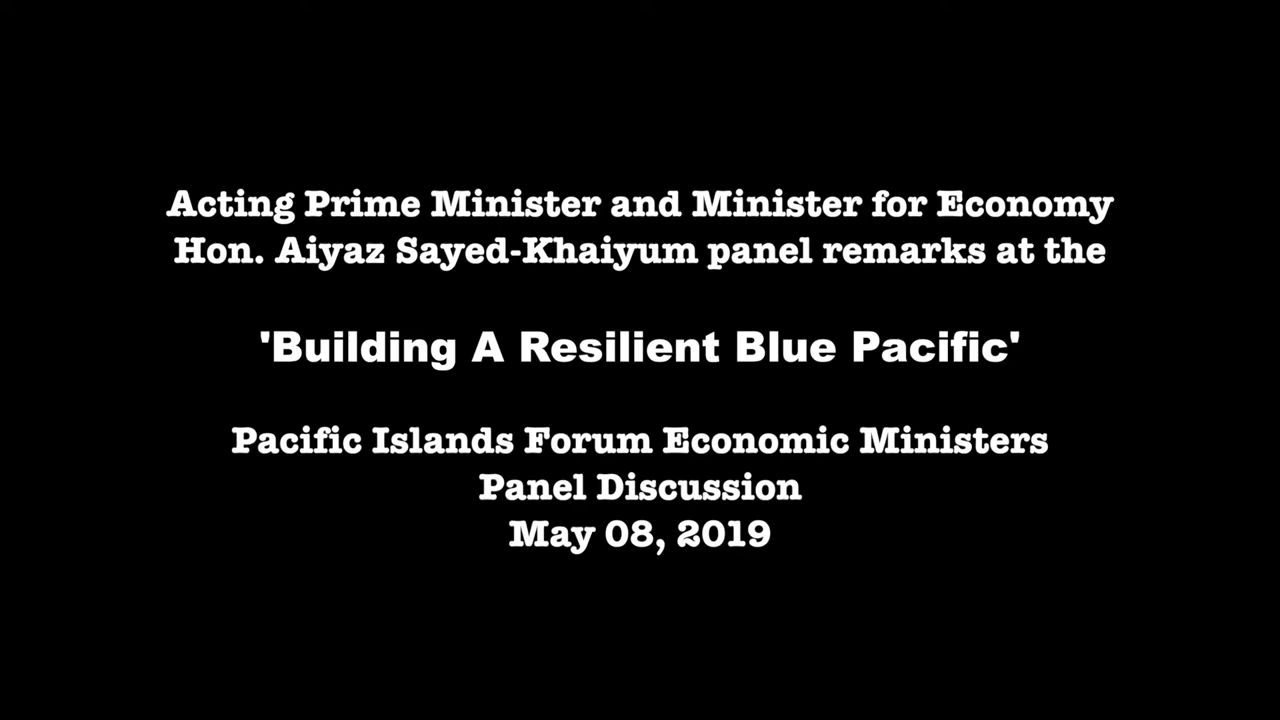 Acting Prime Minister and Minister for Economy
Hon. Aiyaz Sayed-Khaiyum panel remarks at the
'Building A Resilient Blue Pacific'
Pacific Islands Forum Economic Ministers
Panel Discussion
May 08, 2019